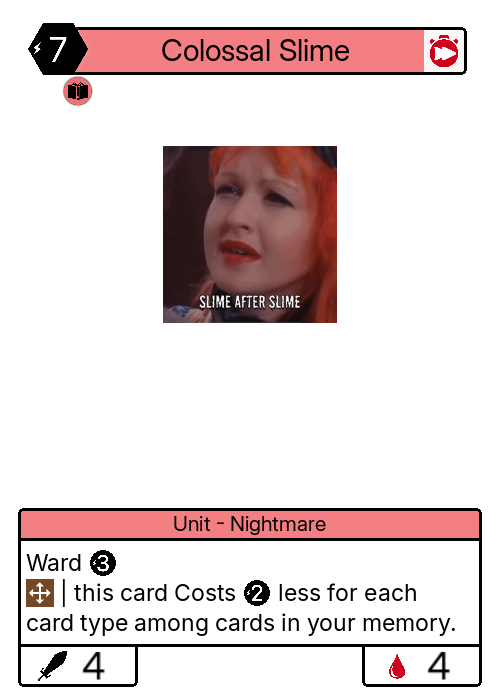 7
Colossal Slime
SLIME AFTER SLIME
Unit - Nightmare
Ward 3
| this card Costs 2 less for each
card type among cards in your memory.
4
4